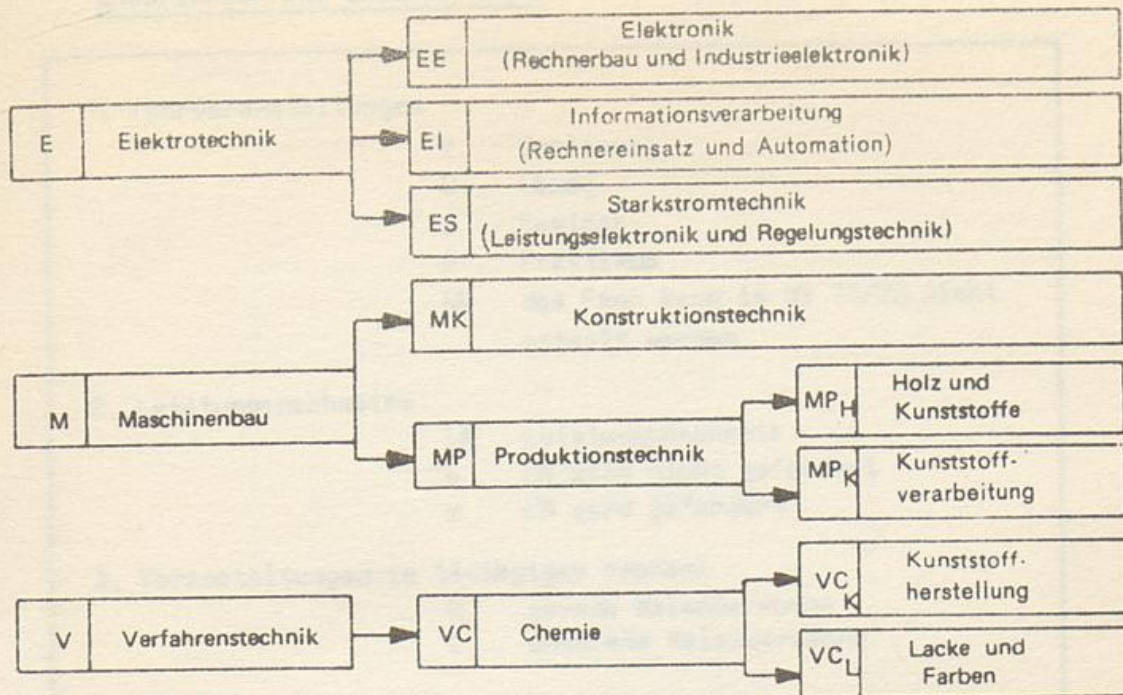 EE
Elektronik
(Rechnerbau und Industrieelektronik)
E
Elektrotechnik
EI
Informationsverarbeitung
(Rechnereinsatz und Automation)
ES
Starkstromtechnik
(Leistungselektronik und Regelungstechnik)
MK
Konstruktionstechnik
M
Maschinenbau
MP
Produktionstechnik
MPH
Holz und
Kunststoffe
MPK
Kunststoff-
verarbeitung
V
Verfahrenstechnik
VC
Chemie
VCK
Kunststoff-
herstellung
VCL
Lacke und
Farben